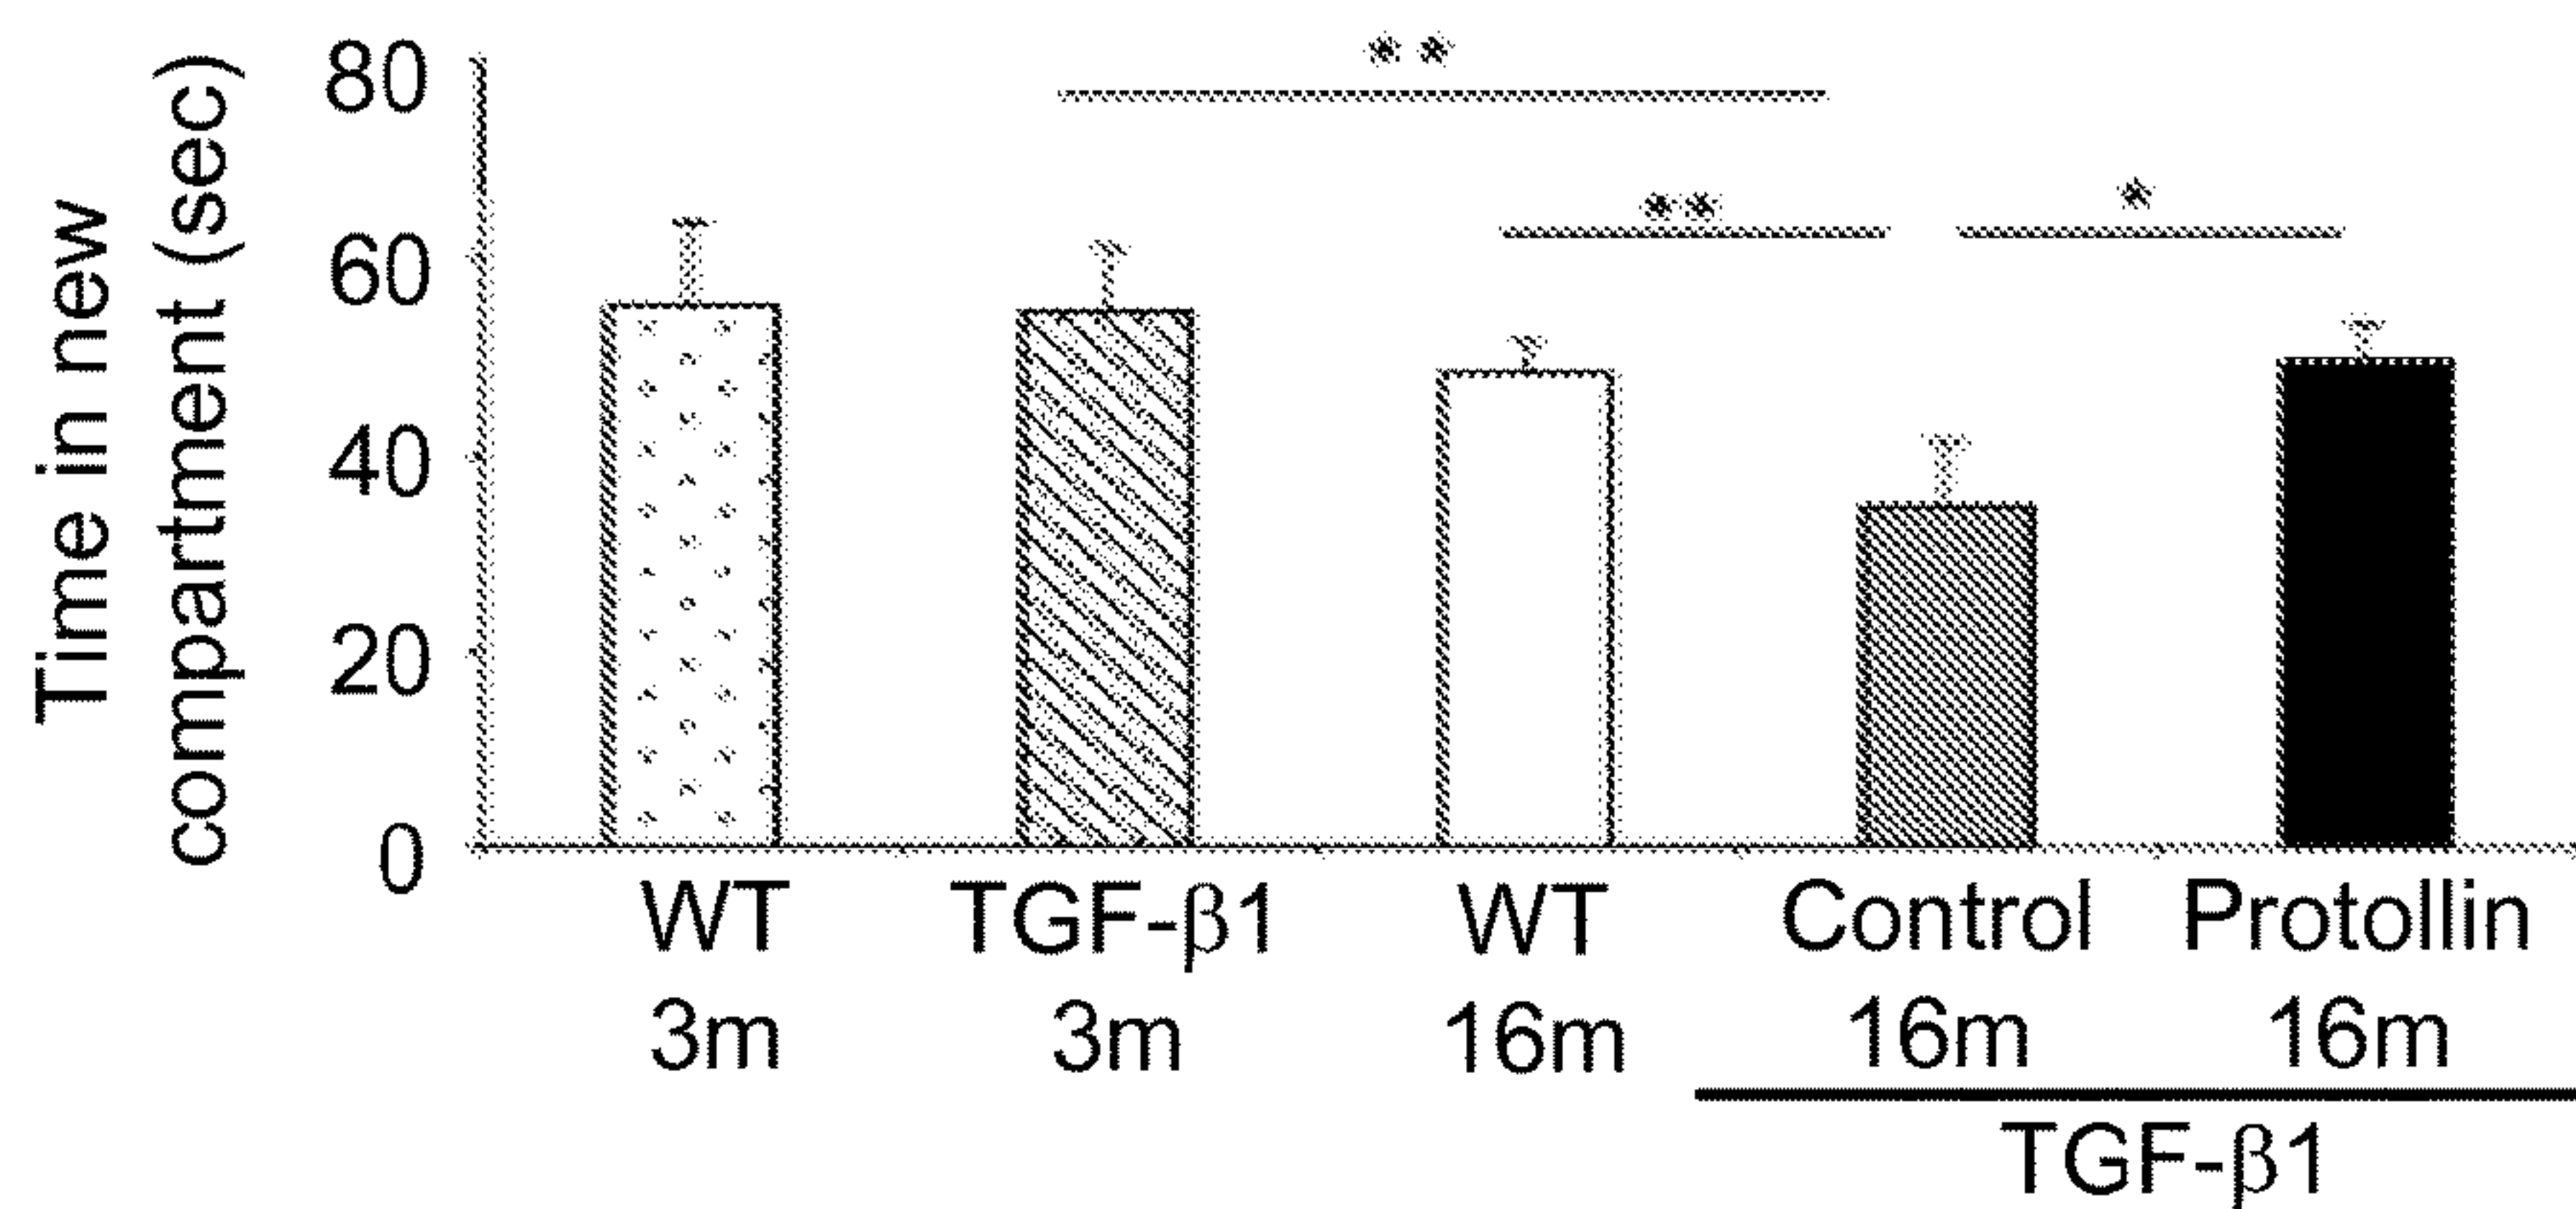 Time in new
compartment (sec)
80
60
40
20
0
** 
** *
WT TGF-β1 WT Control Protollin
3m 3m 16m 16m 16m
TGF-β1